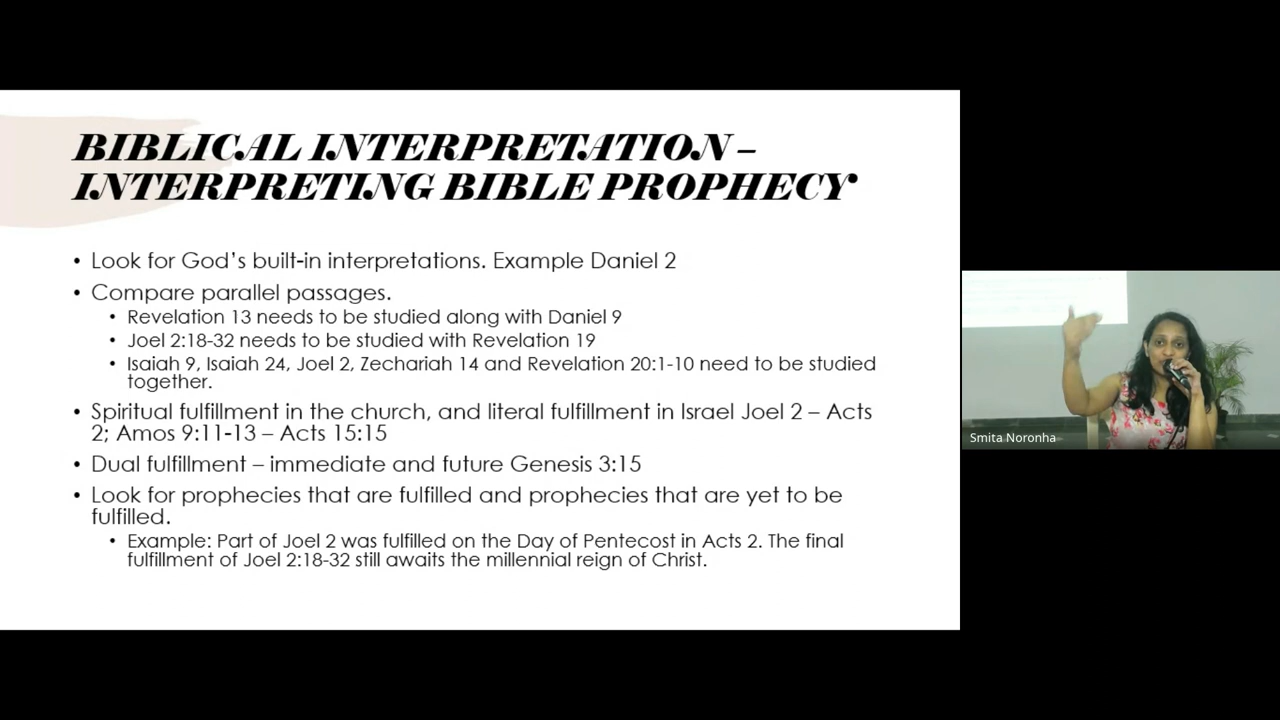 BIBLICAL INTERPRETATION –
INTERPRETING BIBLE PROPHECY
• Look for God's built-in interpretations. Example Daniel 2
• Compare parallel passages.
• Revelation 13 needs to be studied along with Daniel 9
• Joel 2:18-32 needs to be studied with Revelation 19
• Isaiah 9, Isaiah 24, Joel 2, Zechariah 14 and Revelation 20:1-10 need to be studied
together.
• Spiritual fulfillment in the church, and literal fulfillment in Israel Joel 2 – Acts
2; Amos 9:11-13 – Acts 15:15
• Dual fulfillment – immediate and future Genesis 3:15
• Look for prophecies that are fulfilled and prophecies that are yet to be
fulfilled.
• Example: Part of Joel 2 was fulfilled on the Day of Pentecost in Acts 2. The final
fulfillment of Joel 2:18-32 still awaits the millennial reign of Christ.
Smita Noronha